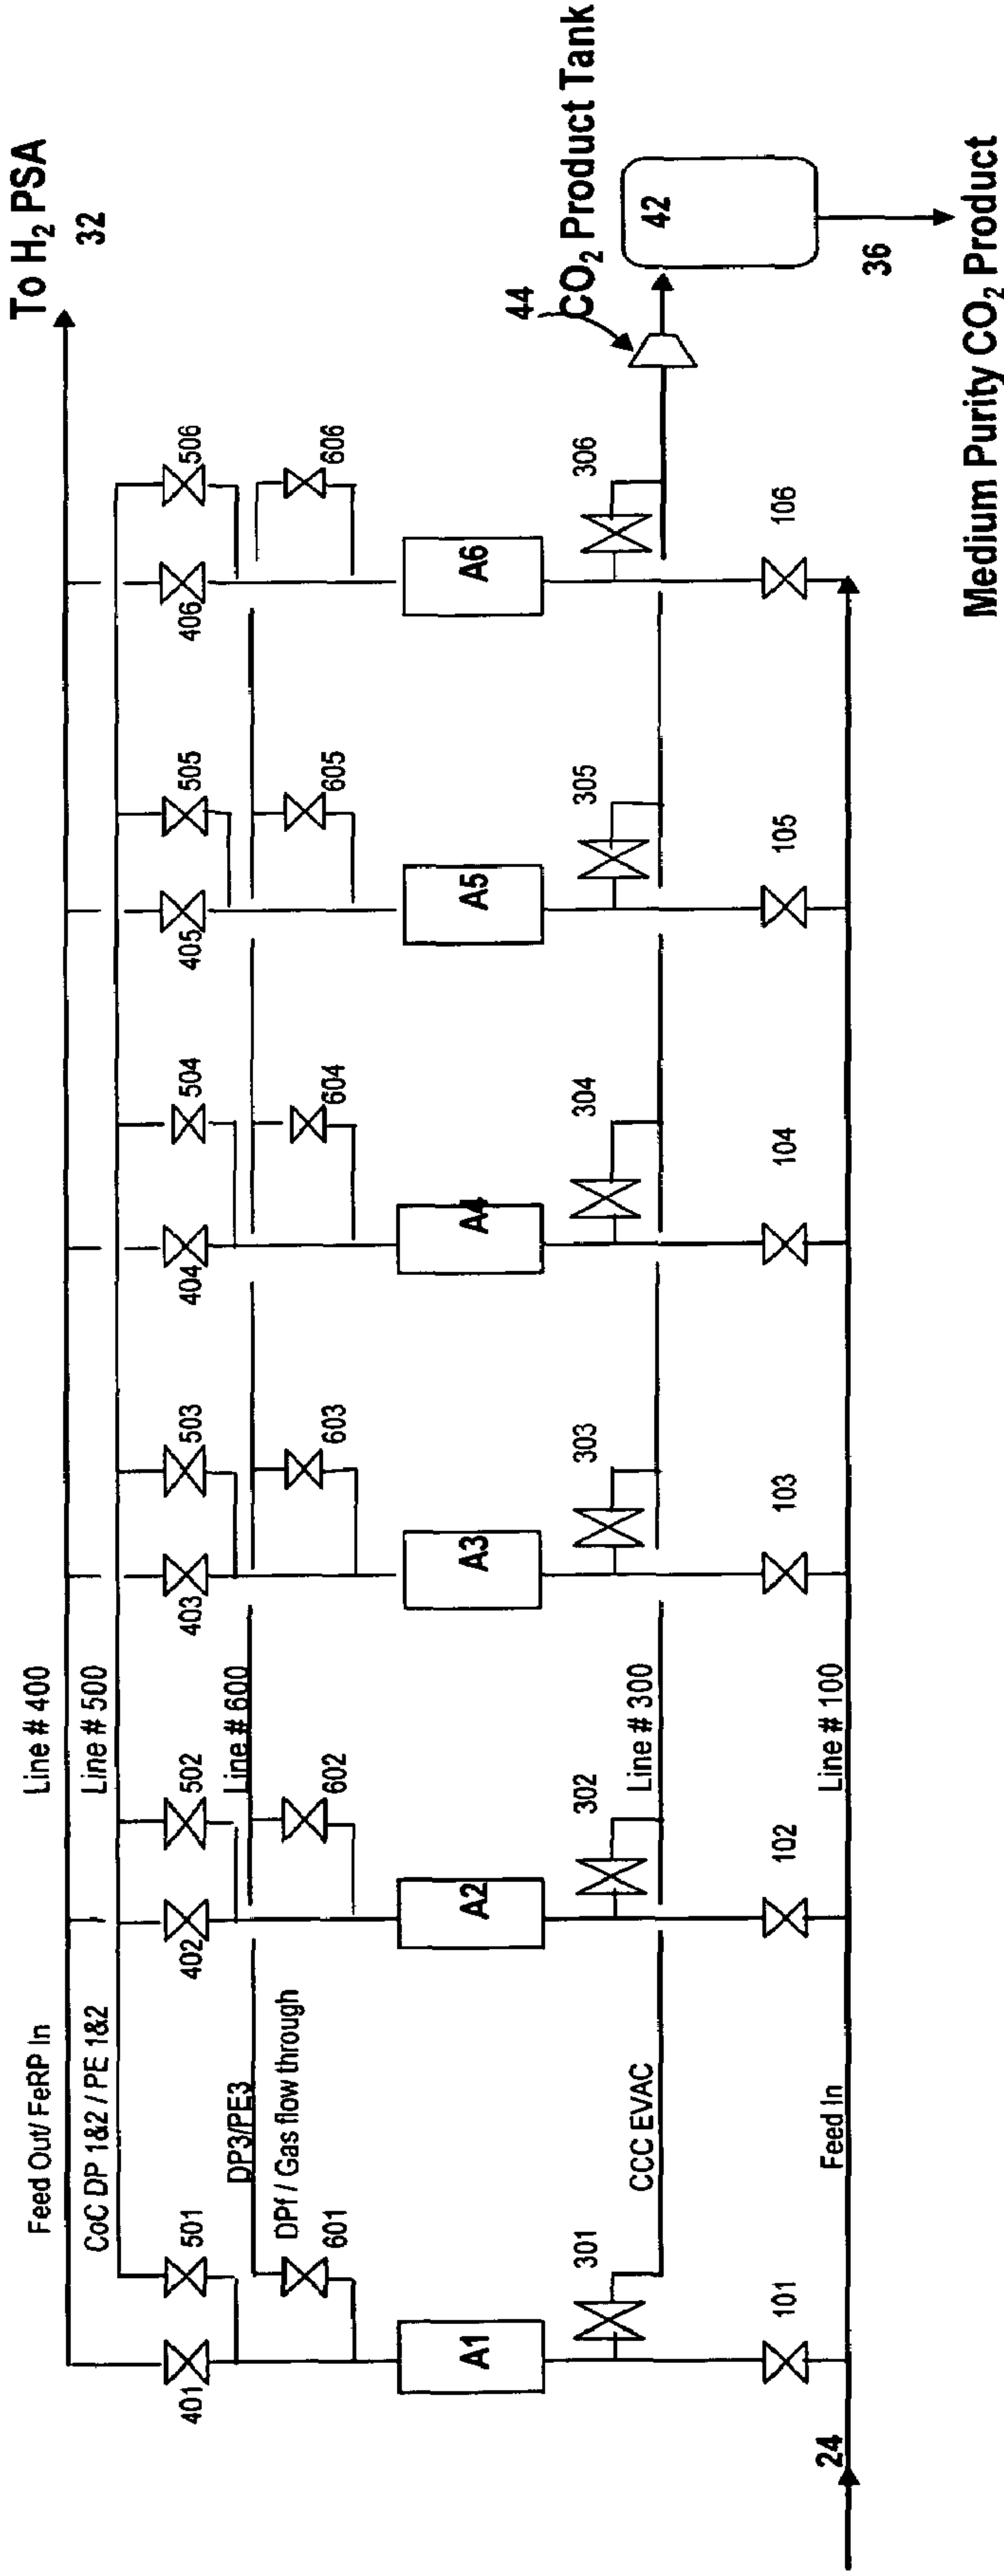 To H₂ PSA
32
Line # 400
Feed Out/ FeRP In
Line # 500
CoC DP 1&2 / PE 1&2
401
501
402
502
403
503
404
504
405
505
406
506
Line # 600
DP3/PE3
DPf / Gas flow through
601
602
603
604
605
606
A1
A2
A3
A4
A5
A6
301
302
303
304
305
306
44
CO₂ Product Tank
42
CCC EVAC
Line # 300
36
101
102
103
104
105
106
24
Feed In
Line # 100
Medium Purity CO₂ Product